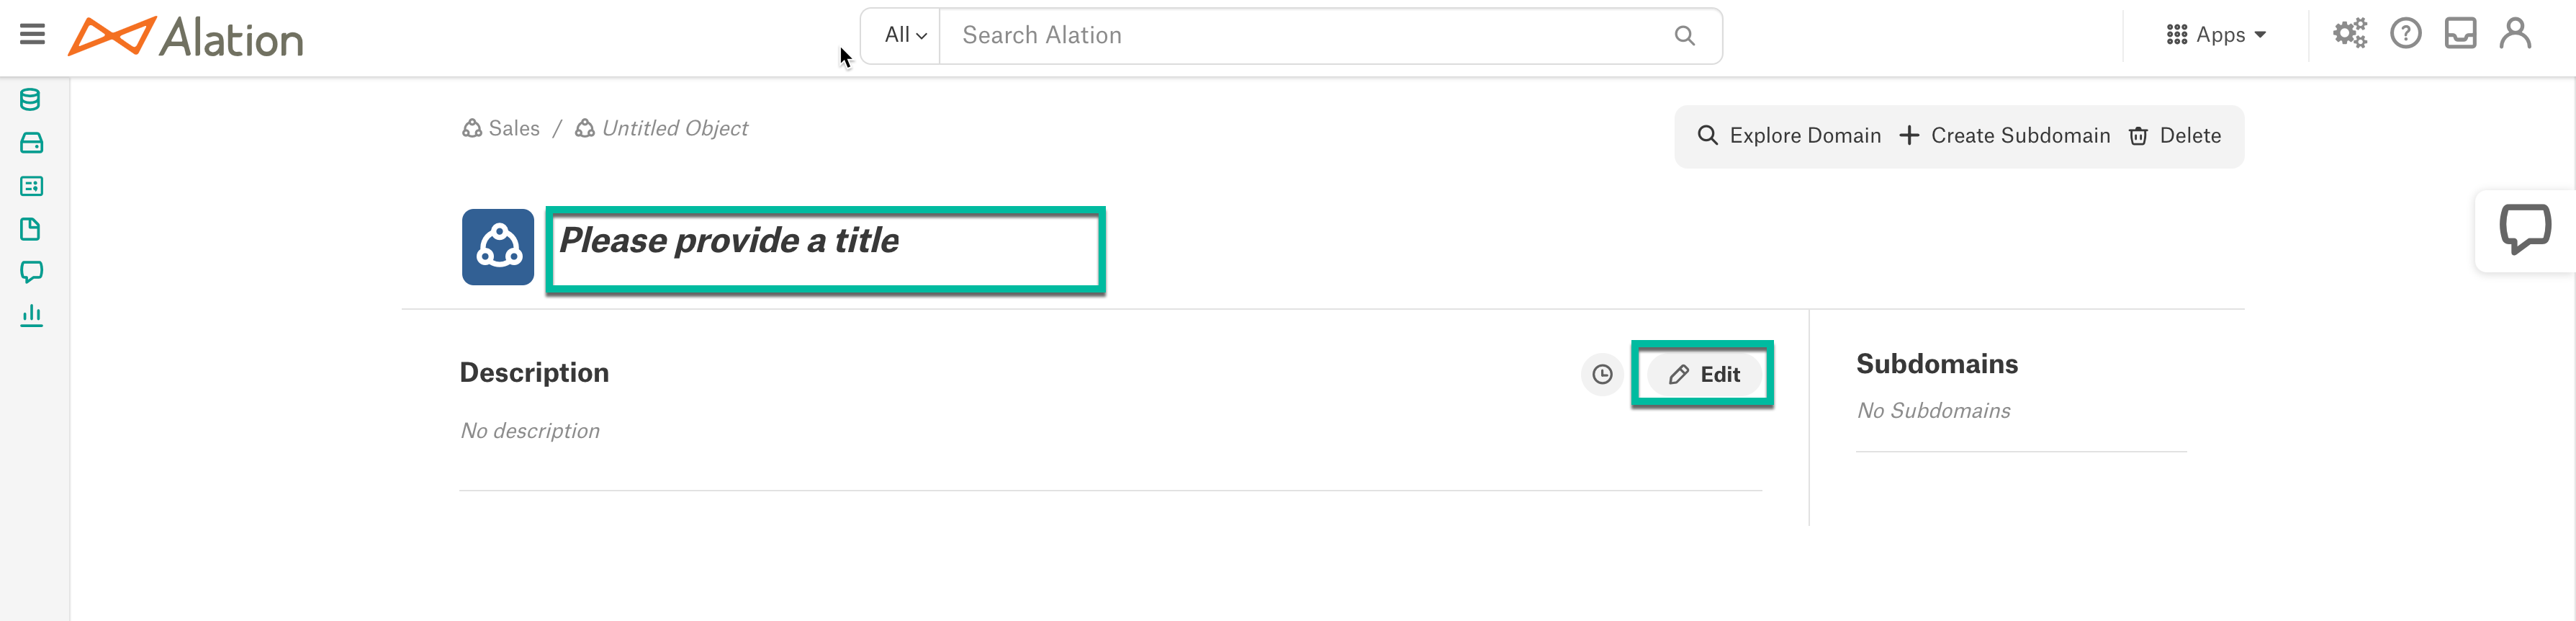 Alation
All
Search Alation
Apps
Sales / Untitled Object
Explore Domain
Create Subdomain
Delete
Please provide a title
Description
Edit
No description
Subdomains
No Subdomains